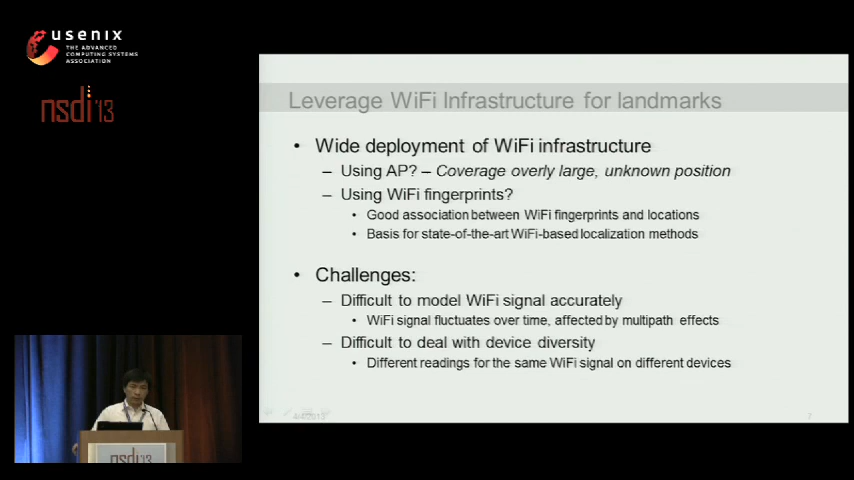 usenix
THE ADVANCED
COMPUTING SYSTEMS
ASSOCIATION
nsdi '13
Leverage WiFi Infrastructure for landmarks
• Wide deployment of WiFi infrastructure
– Using AP? – Coverage overly large, unknown position
– Using WiFi fingerprints?
• Good association between WiFi fingerprints and locations
• Basis for state-of-the-art WiFi-based localization methods
• Challenges:
– Difficult to model WiFi signal accurately
• WiFi signal fluctuates over time, affected by multipath effects
– Difficult to deal with device diversity
• Different readings for the same WiFi signal on different devices
4/4/2013
7
nsdi '13